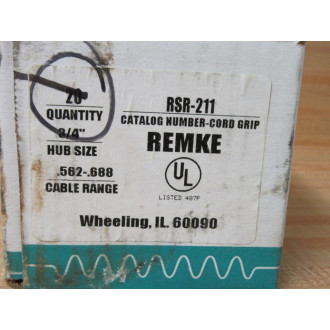 20
QUANTITY
3/4"
HUB SIZE
.562-.688
CABLE RANGE
RSR-211
CATALOG NUMBER-CORD GRIP
REMKE
UL
LISTED 497P
Wheeling, IL. 60090